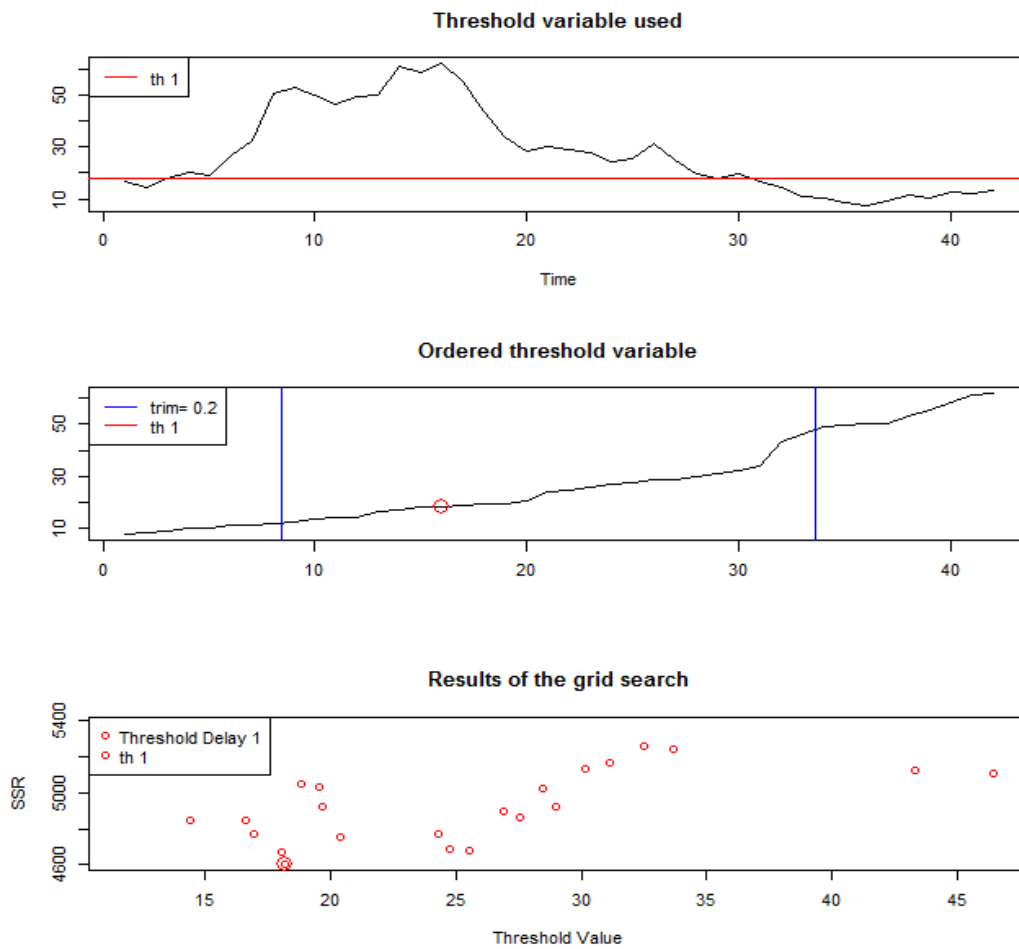 Threshold variable used
th 1
10
30
50
0 10 20 30 40
Time
Ordered threshold variable
trim= 0.2
th 1
10
30
50
0 10 20 30 40
Results of the grid search
Threshold Delay 1
th 1
SSR
4600
5000
5400
15 20 25 30 35 40 45
Threshold Value